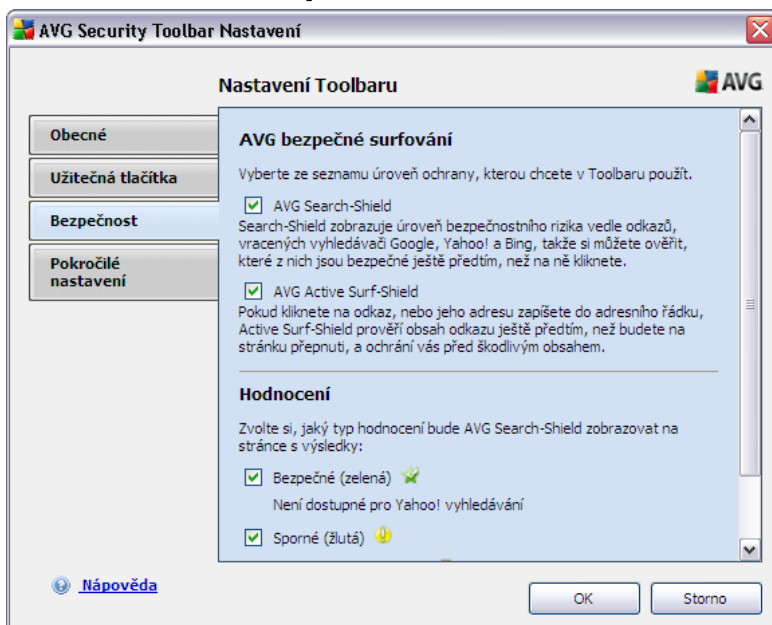 AVG Security Toolbar Nastavení
Nastavení Toolbaru
AVG
Obecné
Užitečná tlačítka
Bezpečnost
Pokročilé
nastavení
AVG bezpečné surfování
Vyberte ze seznamu úroveň ochrany, kterou chcete v Toolbaru použít.
AVG Search-Shield
Search-Shield zobrazuje úroveň bezpečnostního rizika vedle odkazů,
vracených vyhledávači Google, Yahoo! a Bing, takže si můžete ověřit,
které z nich jsou bezpečné ještě předtím, než na ně kliknete.
AVG Active Surf-Shield
Pokud kliknete na odkaz, nebo jeho adresu zapíšete do adresního řádku,
Active Surf-Shield prověří obsah odkazu ještě předtím, než budete na
stránku přepnuti, a ochrání vás před škodlivým obsahem.
Hodnocení
Zvolte si, jaký typ hodnocení bude AVG Search-Shield zobrazovat na
stránce s výsledky:
Bezpečné (zelená)
Není dostupné pro Yahoo! vyhledávání
Sporné (žlutá)
Nápověda
OK
Storno